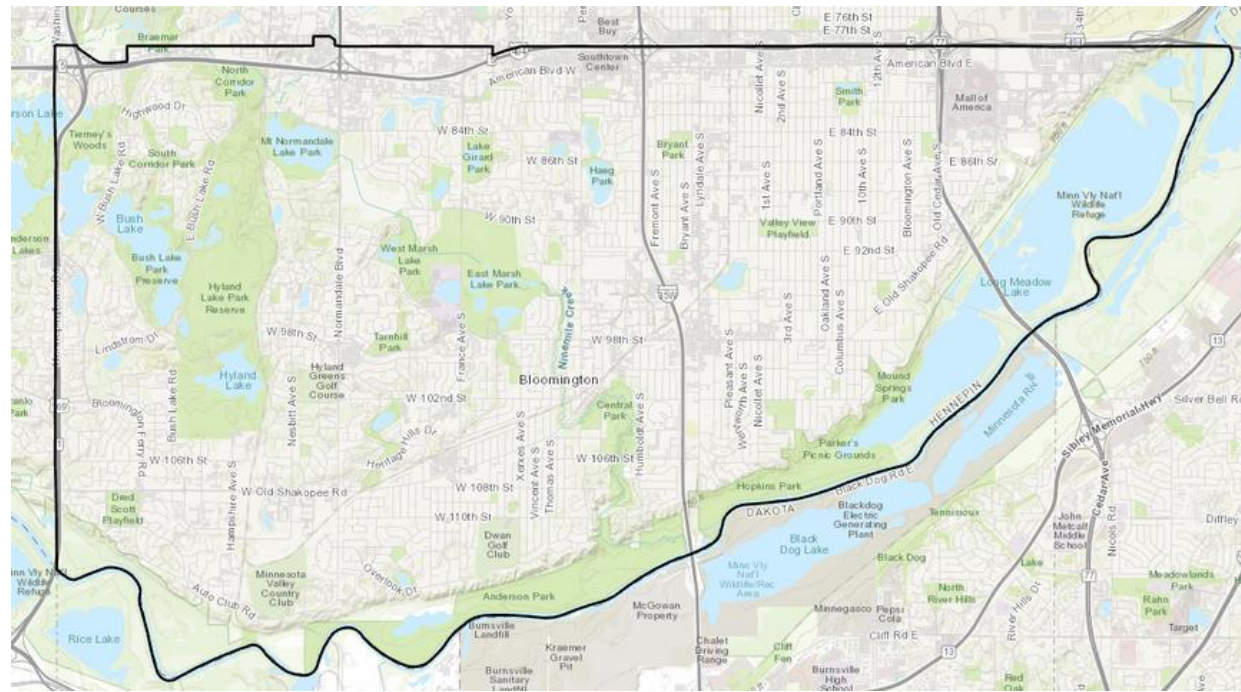 Courses
Braemar
Park
Best
Buy
E 76th St
E 77th St
Southtown
Center
American Blvd W
American Blvd E
12th Ave S
34th
77
North
Corridor
Park
Highwood Dr
Nicollet Ave S
2nd Ave S
Smith
Park
Mall of
America
Tierney's
Woods
South
Corridor Park
Mt Normandale
Lake Park
W 84th St
Lake
Girard
Park
W 86th St
Haeg
Park
Bryant
Park
Lyndale Ave S
E 84th St
E 86th St
W Bush Lake Rd
E Bush Lake Rd
Bush
Lake
Bush Lake
Park
Preserve
Hyland
Lake Park
Reserve
Normandale Blvd
W 90th St
West Marsh
Lake
Park
East Marsh
Lake Park
Ninemile Creek
Fremont Ave S
Bryant Ave S
1st Ave S
Portland Ave S
10th Ave S
Bloomington Ave S
Old Cedar Ave S
Valley View
Playfield
E 90th St
E 92nd St
E Old Shakopee Rd
Minn Vly Nat'l
Wildlife
Refuge
Long Meadow
Lake
Lindstrom Dr
W 98th St
Tarnhill
Park
France Ave S
W 98th St
3rd Ave S
Oakland Ave S
Columbus Ave S
Hyland
Lake
Hyland
Greens
Golf
Course
Bloomington
Mound
Springs
Park
13
750 ft
Bush Lake Rd
Nesbitt Ave S
W 102nd St
Central
Park
Humboldt Ave S
Pleasant Ave S
Wentworth Ave S
Nicollet Ave S
HENNEPIN
Minnesota Riv
Sibley Memorial Hwy
Bloomington Ferry Rd
Heritage Hills Dr
W 106th St
W 106th St
Xerxes Ave S
Vincent Ave S
Thomas Ave S
Parker's
Picnic Grounds
Black Dog Rd E
Cedar Ave
Dred
Scott
Playfield
W Old Shakopee Rd
Hampshire Ave S
W 108th St
W 110th St
Hopkins Park
DAKOTA
Blackdog
Electric
Generating
Plant
John
Metcalf
Middle
School
Nicols Rd
Diffley
Dwan
Golf
Club
Black
Dog Lake
Black Dog
Lake
77
Minnesota
Valley
Country
Club
Overlook Dr
Auto Club Rd
Anderson Park
Minn Vly
Nat'l
Wildlife/Rec
Area
North
River Hills
River Hills Dr
Meadowlands
Park
Rahn
Park
Target
Rice Lake
Burnsville
Landfill
McGowan
Property
Minnegasco
Pepsi
Cola
Cliff Rd E
13
Kraemer
Gravel
Pit
Burnsville
Sanitary
Landfill
Chalet
Driving
Range
Cliff
Fen
Burnsville
High
School
Red
Oak